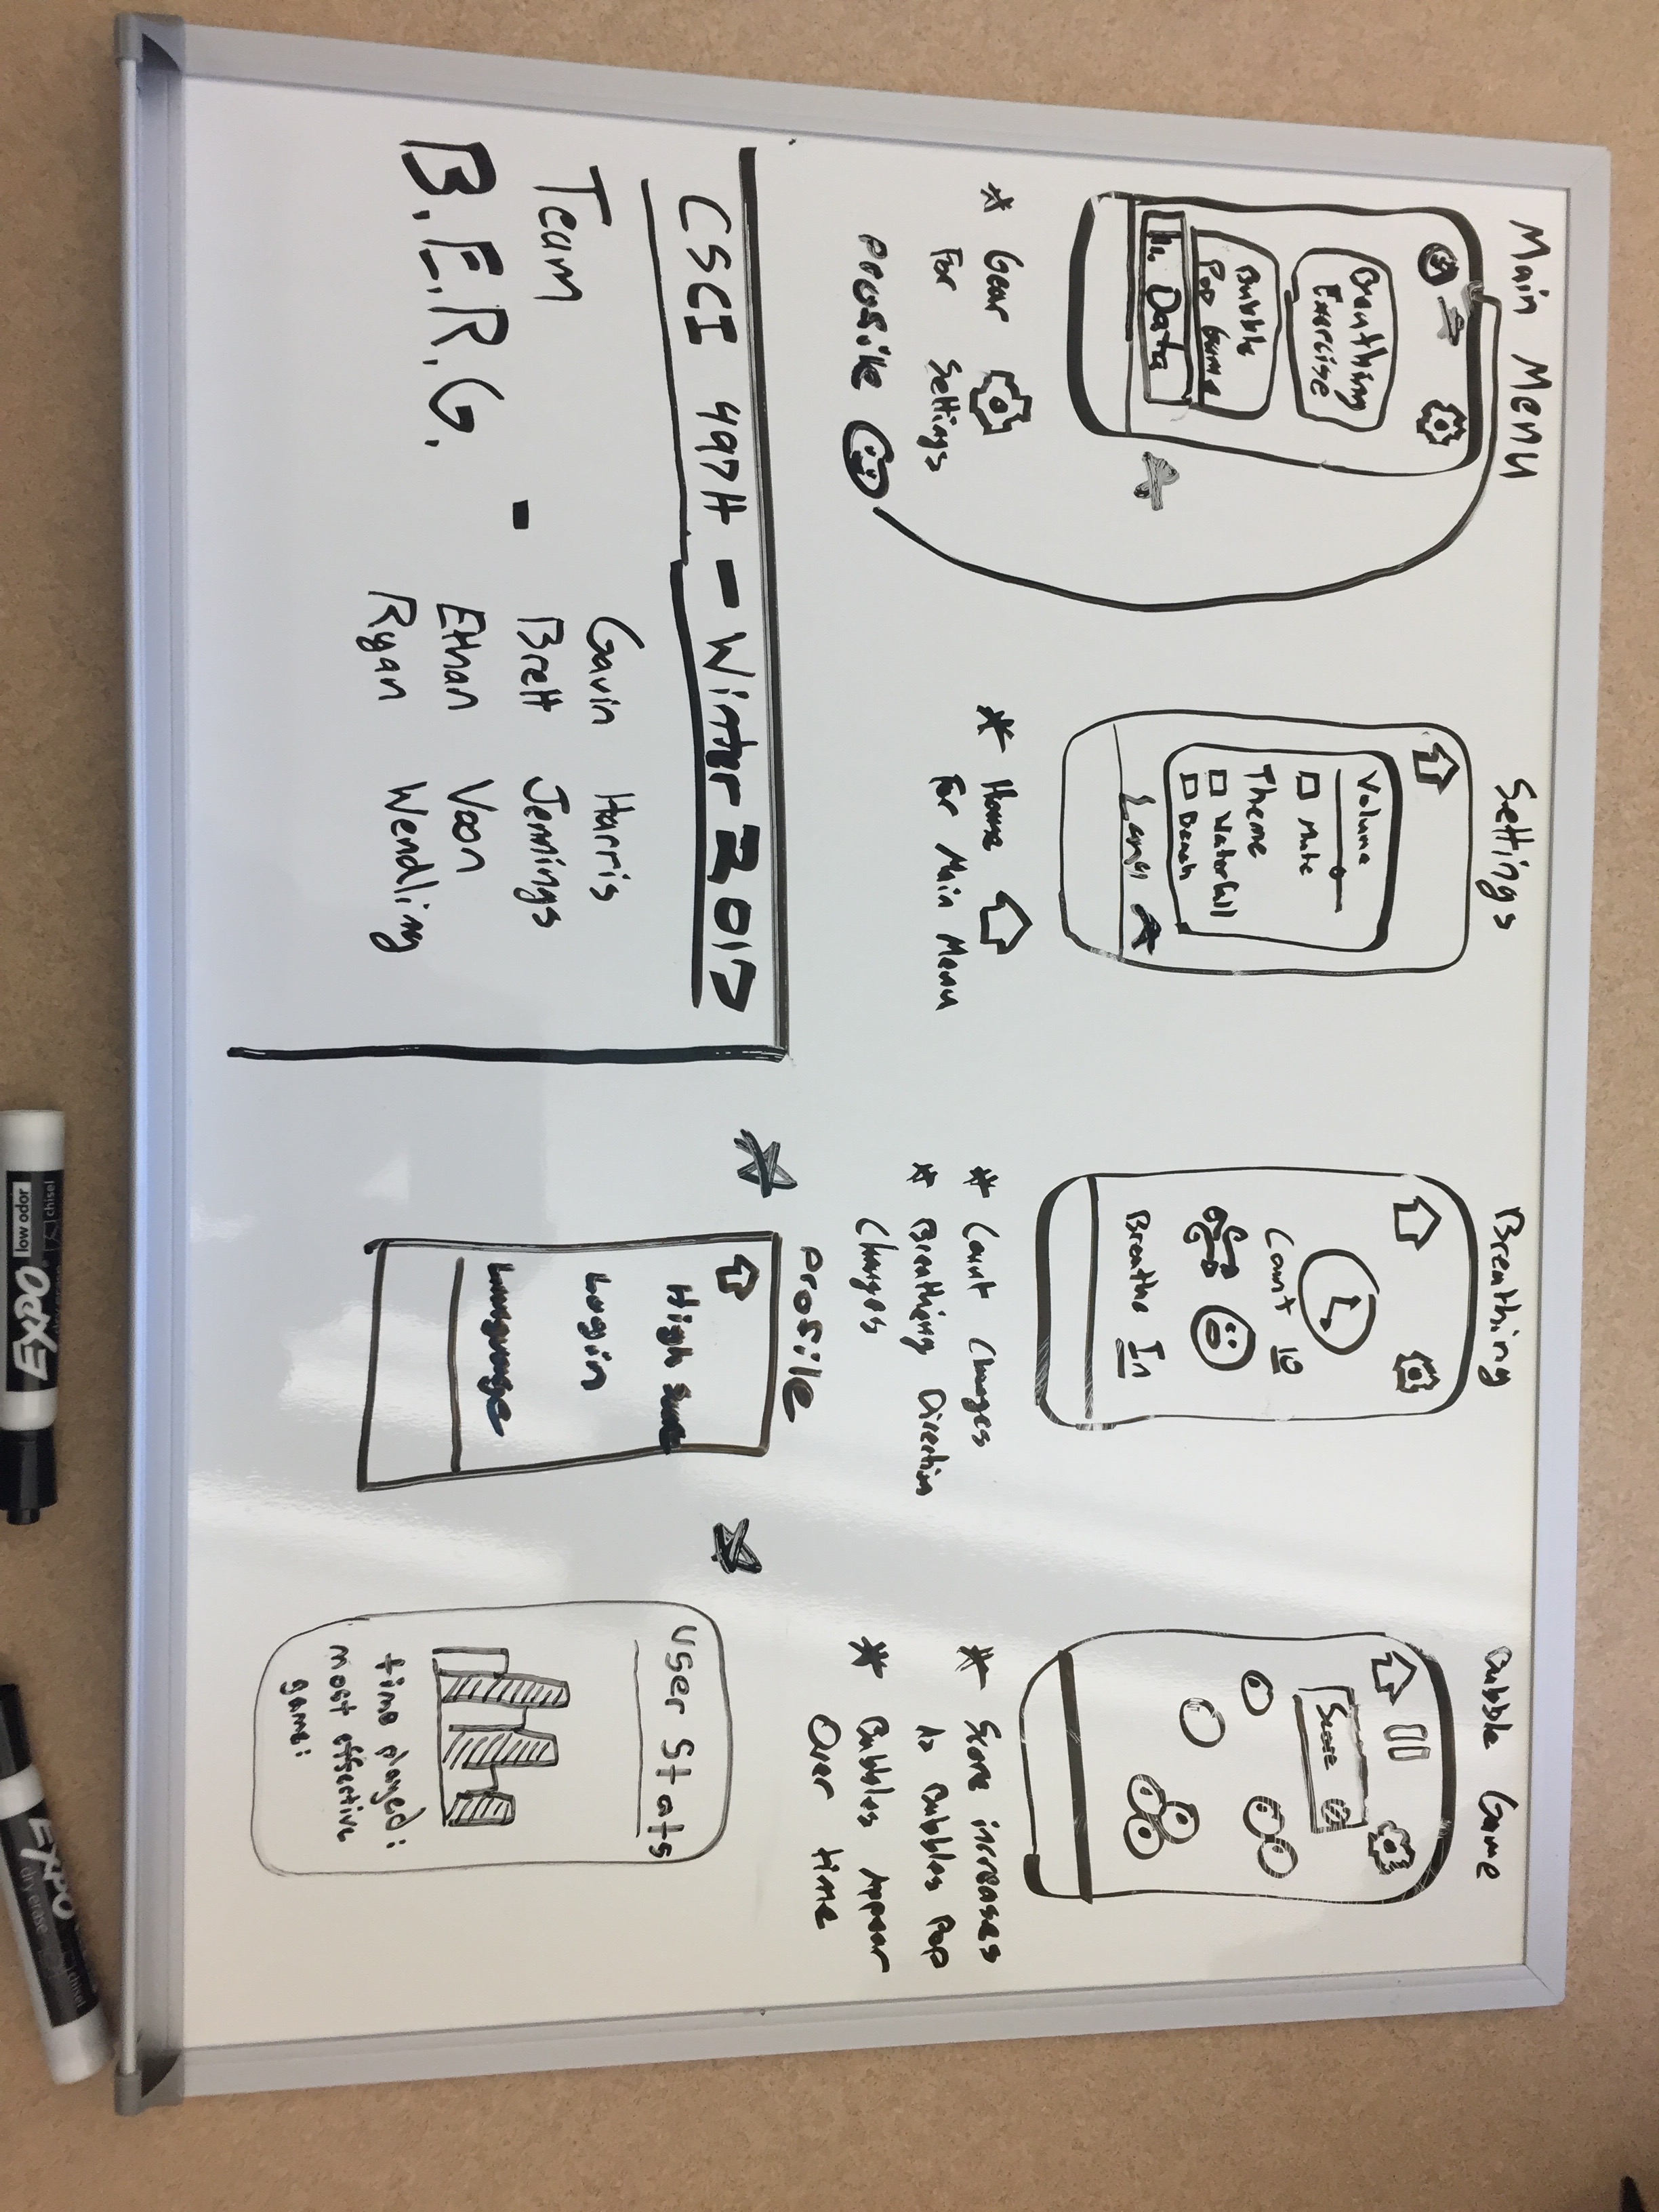 Main Menu
Breathing
Exercise
Bubble
Pop Game
Data
* Gear
For Settings
Profile
Settings
Volume
Mute
Theme
Waterfall
Beach
Lang
* Home
For Main Menu
Breathing
Count 10
Breathe In
* Count Changes
* Breathing Direction
Changes
Bubble Game
Score
* Score increases
As Bubbles Pop
* Bubbles Appear
Over time
CSCI 497H - Winter 2017
Team
B.E.R.G. -
Gavin Harris
Brett Jennings
Ethan Voon
Ryan Wendling
Profile
High Score
Login
Language
User Stats
time played:
most effective
game:
low odor
chisel
EXPO
EXPO
dry erase
chisel